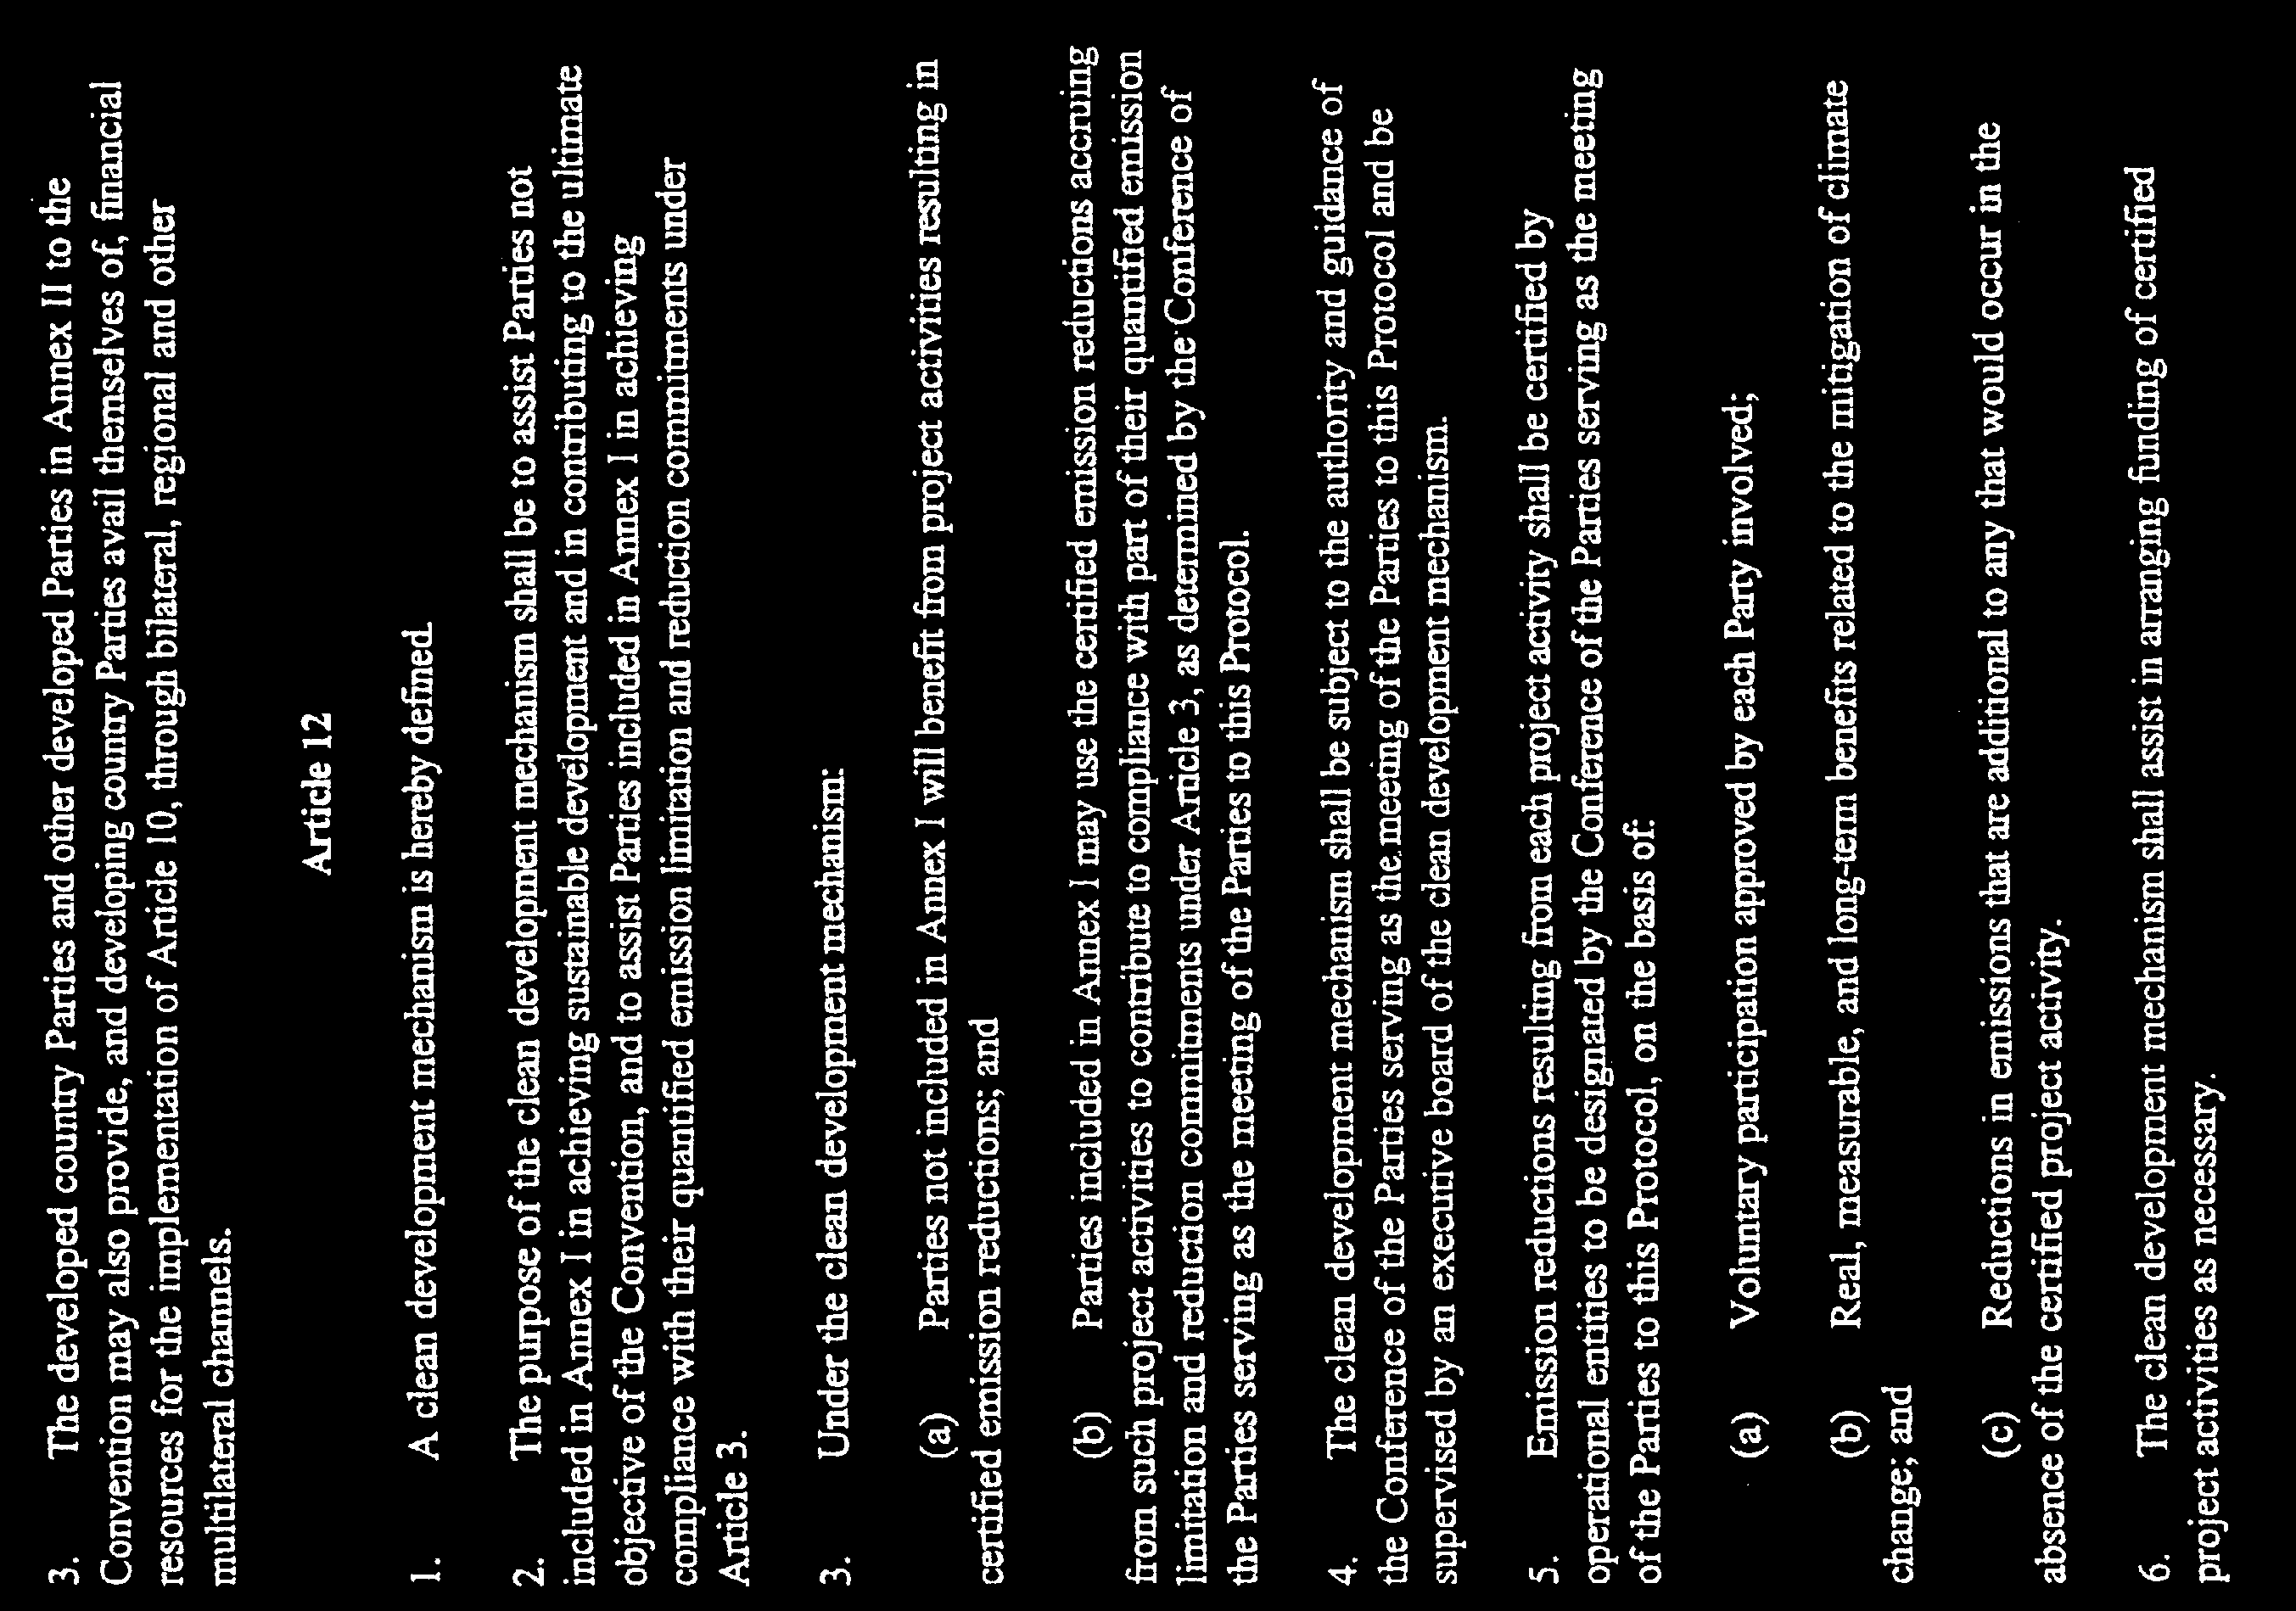 3. The developed country Parties and other developed Parties in Annex II to the
Convention may also provide, and developing country Parties avail themselves of, financial
resources for the implementation of Article 10, through bilateral, regional and other
multilateral channels.
Article 12
1. A clean development mechanism is hereby defined.
2. The purpose of the clean development mechanism shall be to assist Parties not
included in Annex I in achieving sustainable development and in contributing to the ultimate
objective of the Convention, and to assist Parties included in Annex I in achieving
compliance with their quantified emission limitation and reduction commitments under
Article 3.
3. Under the clean development mechanism:
(a) Parties not included in Annex I will benefit from project activities resulting in
certified emission reductions; and
(b) Parties included in Annex I may use the certified emission reductions accruing
from such project activities to contribute to compliance with part of their quantified emission
limitation and reduction commitments under Article 3, as determined by the Conference of
the Parties serving as the meeting of the Parties to this Protocol.
4. The clean development mechanism shall be subject to the authority and guidance of
the Conference of the Parties serving as the meeting of the Parties to this Protocol and be
supervised by an executive board of the clean development mechanism.
5. Emission reductions resulting from each project activity shall be certified by
operational entities to be designated by the Conference of the Parties serving as the meeting
of the Parties to this Protocol, on the basis of:
(a) Voluntary participation approved by each Party involved;
(b) Real, measurable, and long-term benefits related to the mitigation of climate
change; and
(c) Reductions in emissions that are additional to any that would occur in the
absence of the certified project activity.
6. The clean development mechanism shall assist in arranging funding of certified
project activities as necessary.